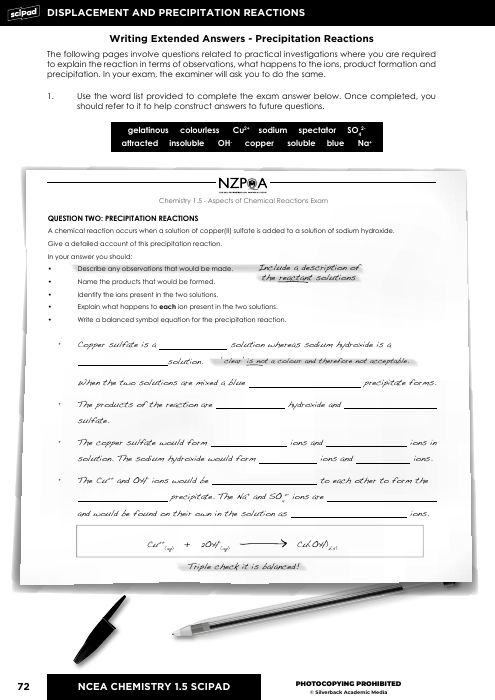 scipad DISPLACEMENT AND PRECIPITATION REACTIONS
Writing Extended Answers - Precipitation Reactions
The following pages involve questions related to practical investigations where you are required
to explain the reaction in terms of observations, what happens to the ions, product formation and
precipitation. In your exam, the examiner will ask you to do the same.
1. Use the word list provided to complete the exam answer below. Once completed, you
should refer to it to help construct answers to future questions.
gelatinous colourless Cu²⁺ sodium spectator SO₄²⁻
attracted insoluble OH⁻ copper soluble blue Na⁺
NZPQA
Chemistry 1.5 - Aspects of Chemical Reactions Exam
QUESTION TWO: PRECIPITATION REACTIONS
A chemical reaction occurs when a solution of copper(II) sulfate is added to a solution of sodium hydroxide.
Give a detailed account of this precipitation reaction.
In your answer you should:
• Describe any observations that would be made. Include a description of
the reactant solutions
• Name the products that would be formed.
• Identify the ions present in the two solutions.
• Explain what happens to each ion present in the two solutions.
• Write a balanced symbol equation for the precipitation reaction.
• Copper sulfate is a ____ solution whereas sodium hydroxide is a
____ solution. 'clear' is not a colour and therefore not acceptable.
When the two solutions are mixed a blue ____ precipitate forms.
• The products of the reaction are ____ hydroxide and ____
sulfate.
• The copper sulfate would form ____ ions and ____ ions in
solution. The sodium hydroxide would form ____ ions and ____ ions.
• The Cu²⁺ and OH⁻ ions would be ____ to each other to form the
____ precipitate. The Na⁺ and SO₄²⁻ ions are ____
and would be found on their own in the solution as ____ ions.
Cu²⁺(aq) + 2OH⁻(aq) ⟶ Cu(OH)₂(s)
Triple check it is balanced!
72 NCEA CHEMISTRY 1.5 SCIPAD PHOTOCOPYING PROHIBITED
© Silverback Academic Media